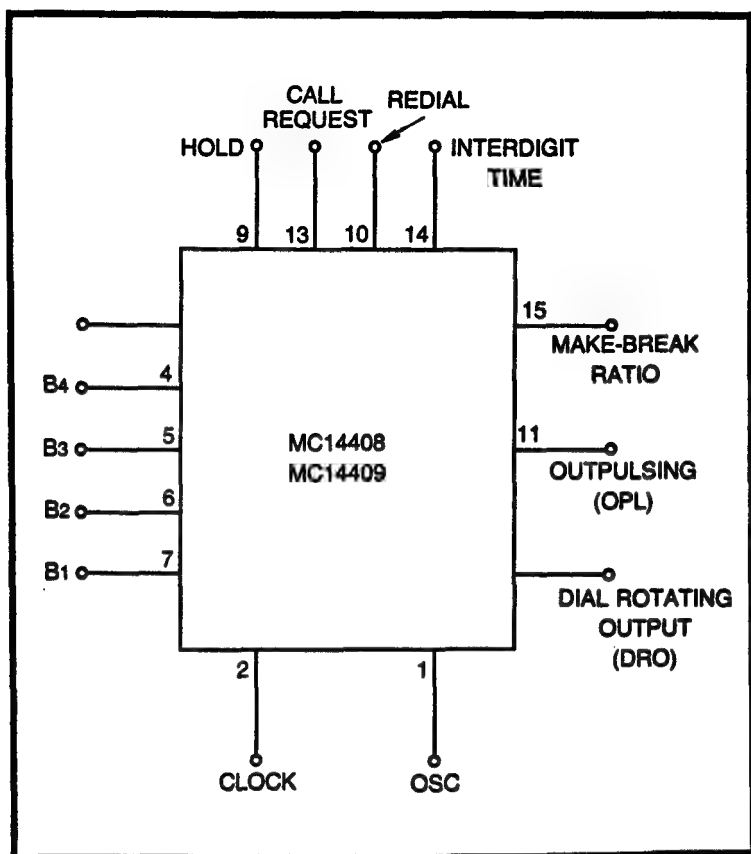 CALL
REQUEST
REDIAL
HOLD
INTERDIGIT
TIME
9
13
10
14
15
MAKE-BREAK
RATIO
B4
4
B3
5
B2
6
B1
7
MC14408
MC14409
11
OUTPULSING
(OPL)
DIAL ROTATING
OUTPUT
(DRO)
2
1
CLOCK
OSC